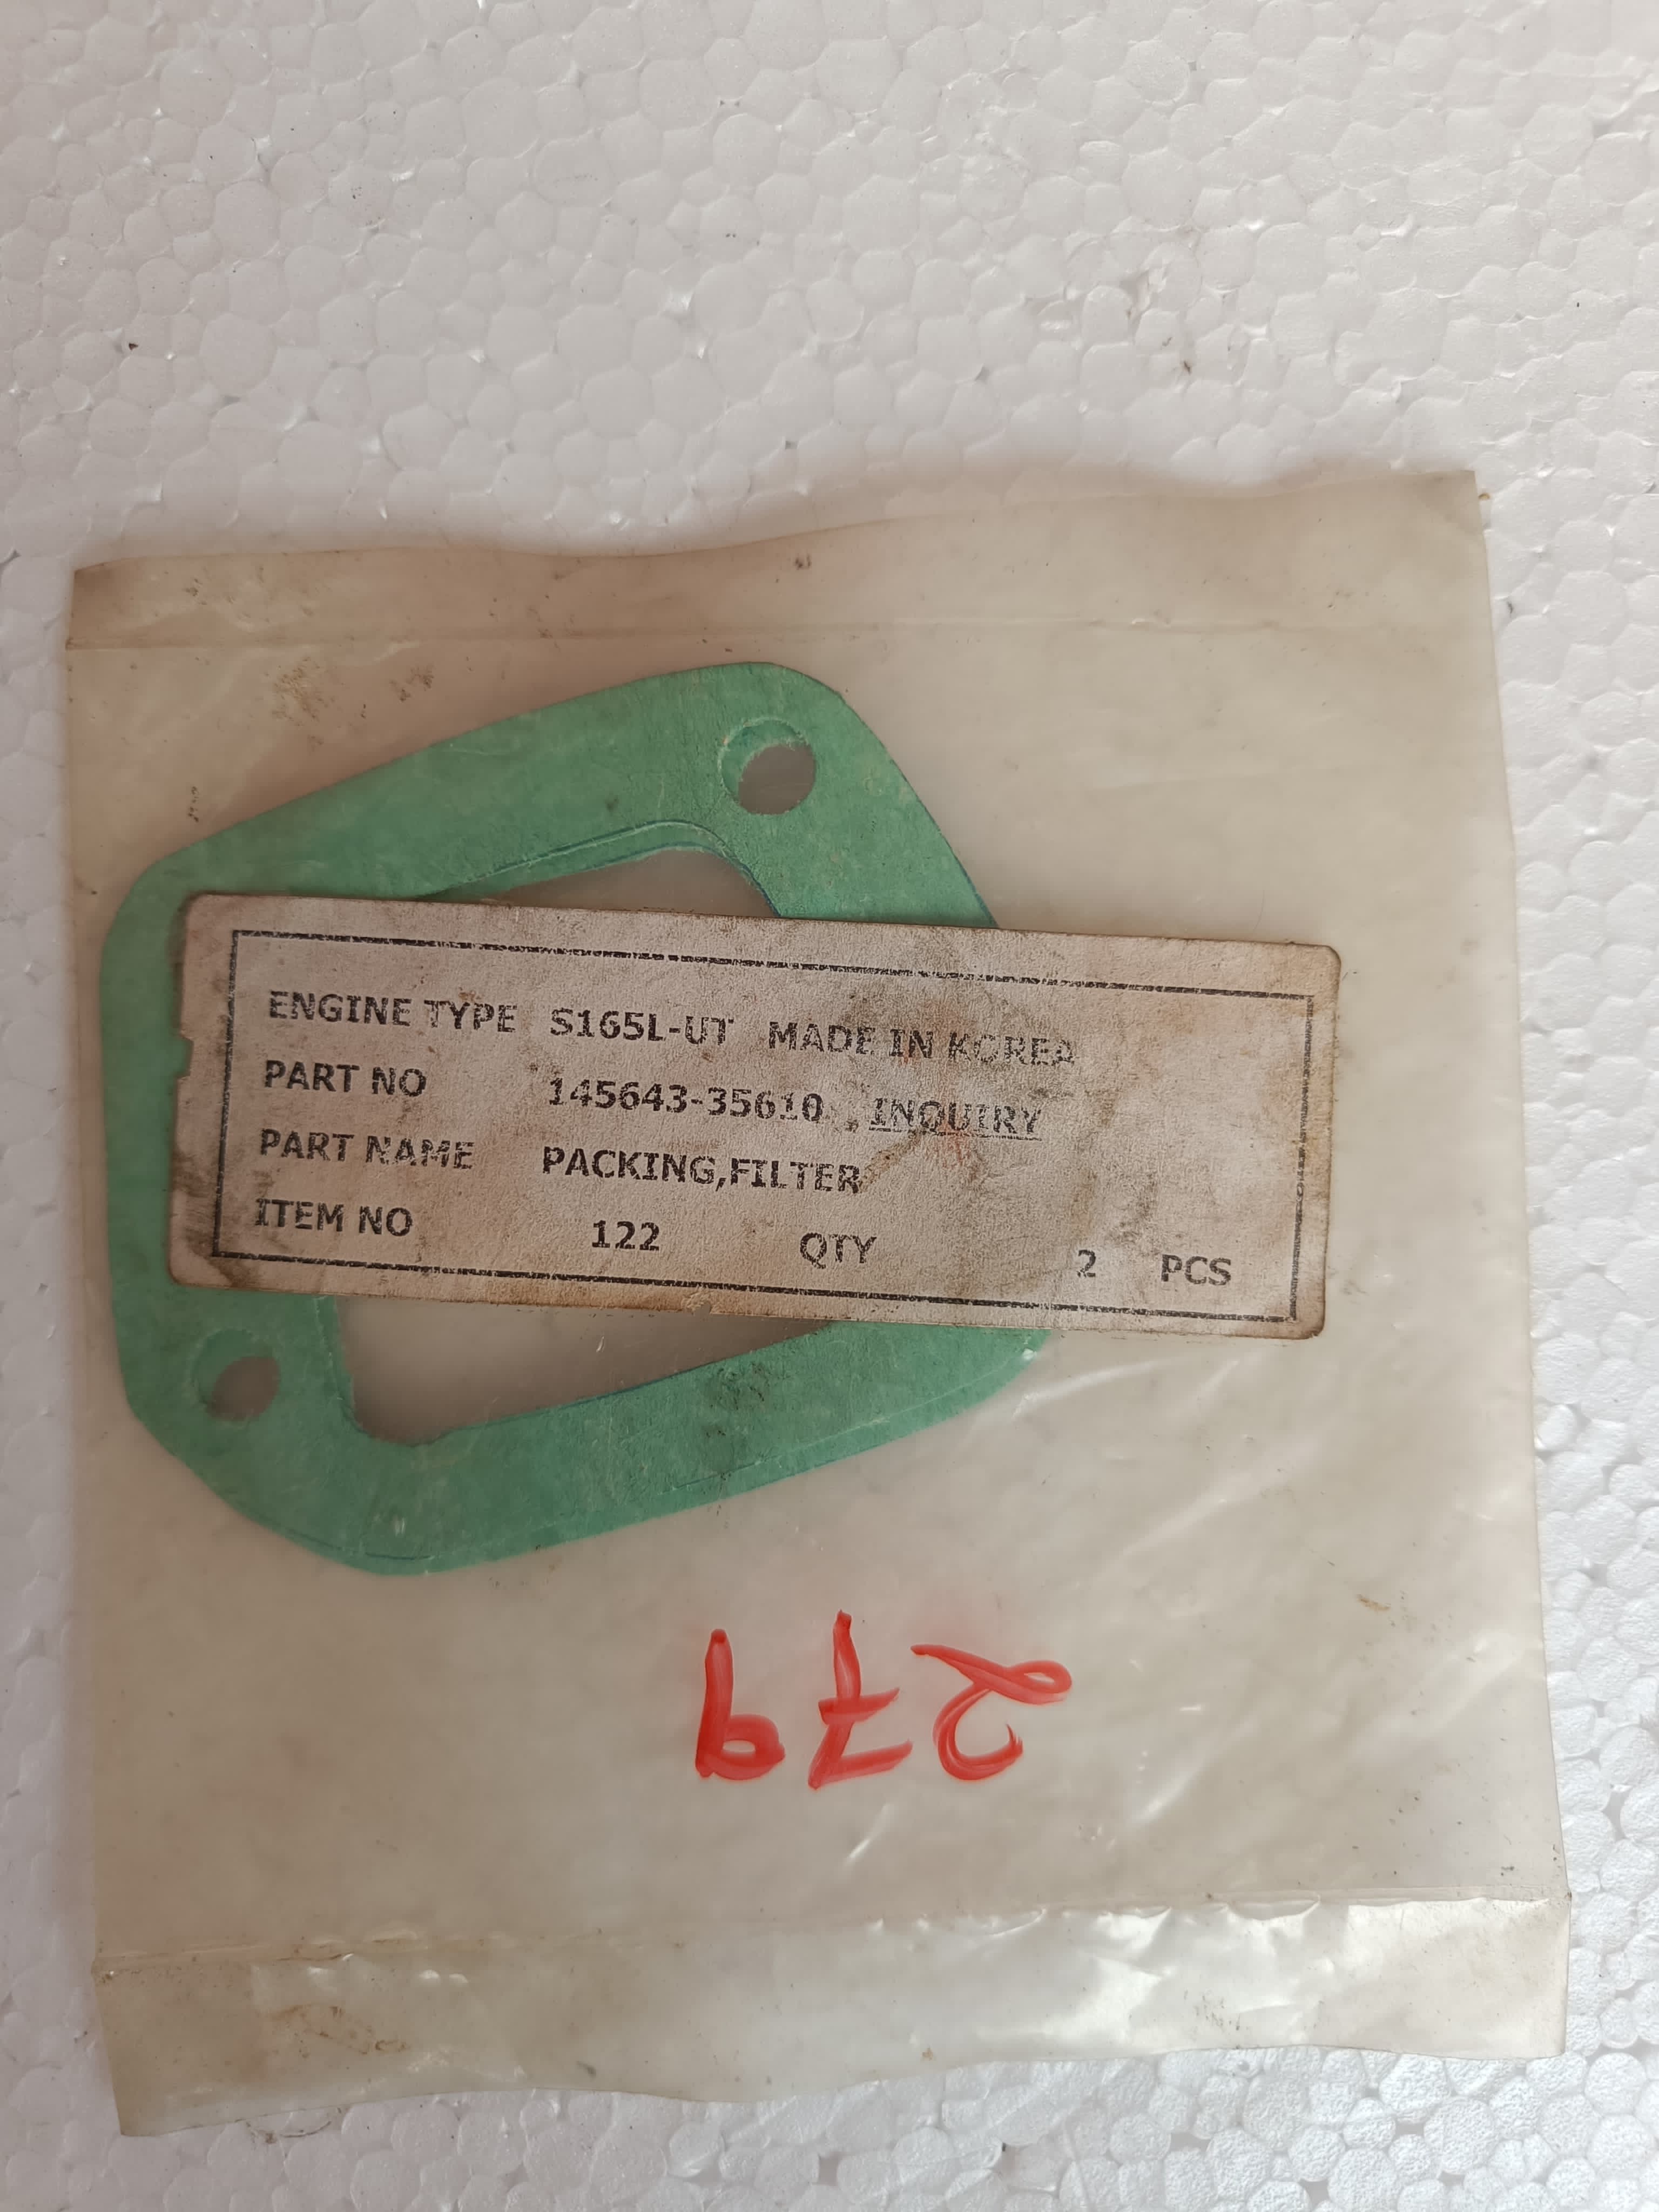 ENGINE TYPE S165L-UT MADE IN KOREA
PART NO 145643-35610 INQUIRY
PART NAME PACKING,FILTER
ITEM NO 122 QTY 2 PCS
279